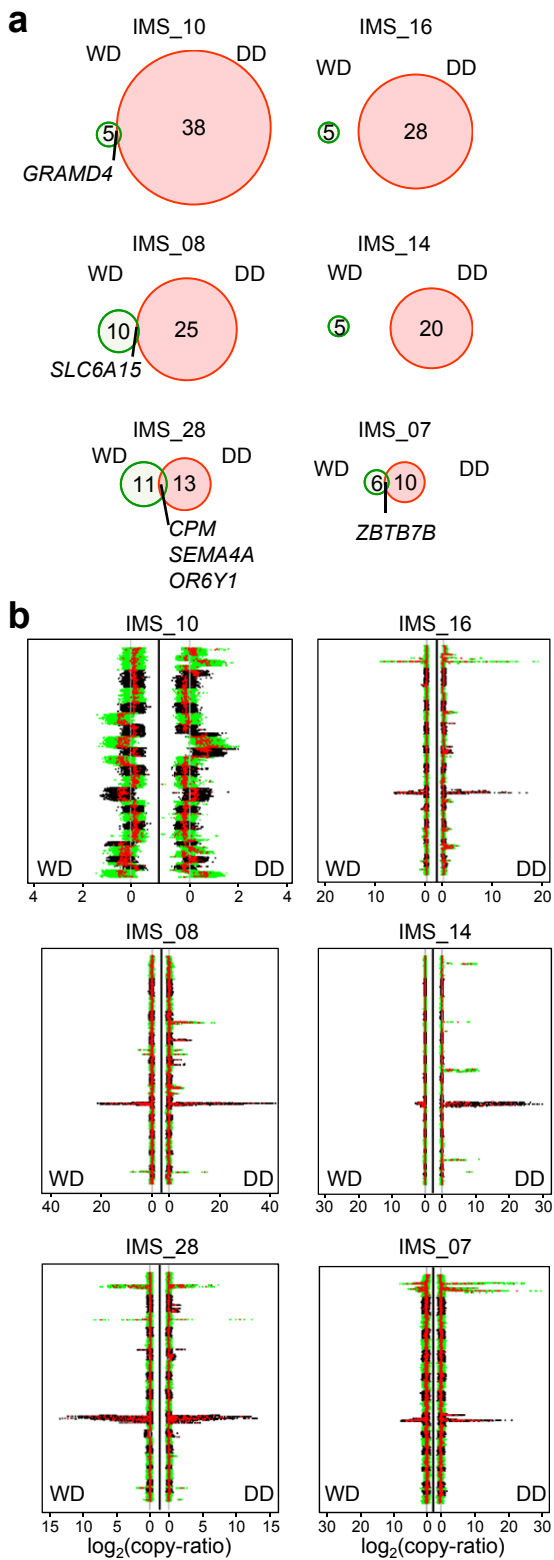 a
IMS_10
WD DD
5 38
GRAMD4
IMS_16
WD DD
5 28
IMS_08
WD DD
10 25
SLC6A15
IMS_14
WD DD
5 20
IMS_28
WD DD
11 13
CPM
SEMA4A
OR6Y1
IMS_07
WD DD
6 10
ZBTB7B
b
IMS_10
WD DD
4 2 0 0 2 4
IMS_16
WD DD
20 10 0 0 10 20
IMS_08
WD DD
40 20 0 0 20 40
IMS_14
WD DD
30 20 10 0 0 10 20 30
IMS_28
WD DD
15 10 5 0 0 5 10 15
log2(copy-ratio)
IMS_07
WD DD
30 20 10 0 0 10 20 30
log2(copy-ratio)